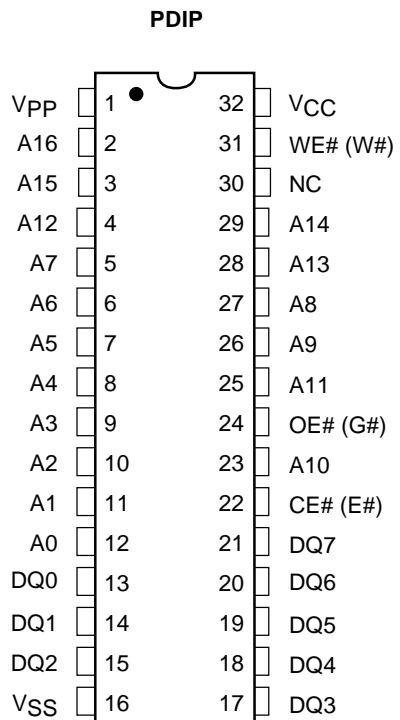 PDIP
VPP 1 32 VCC
A16 2 31 WE# (W#)
A15 3 30 NC
A12 4 29 A14
A7 5 28 A13
A6 6 27 A8
A5 7 26 A9
A4 8 25 A11
A3 9 24 OE# (G#)
A2 10 23 A10
A1 11 22 CE# (E#)
A0 12 21 DQ7
DQ0 13 20 DQ6
DQ1 14 19 DQ5
DQ2 15 18 DQ4
VSS 16 17 DQ3